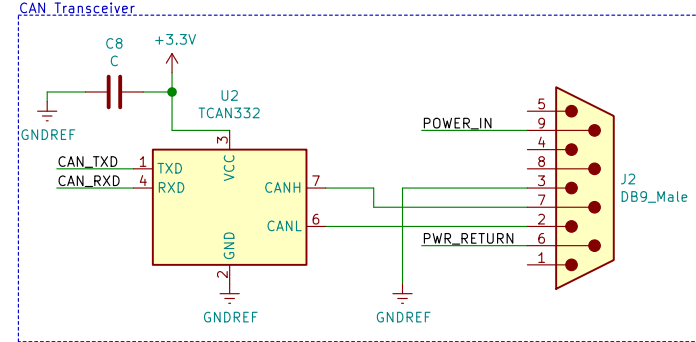 CAN Transceiver
C8
C
+3.3V
GNDREF
U2
TCAN332
3
VCC
CAN_TXD 1 TXD
CAN_RXD 4 RXD
CANH 7
CANL 6
GND
2
GNDREF
GNDREF
POWER_IN
PWR_RETURN
5
9
4
8
3
7
2
6
1
J2
DB9_Male